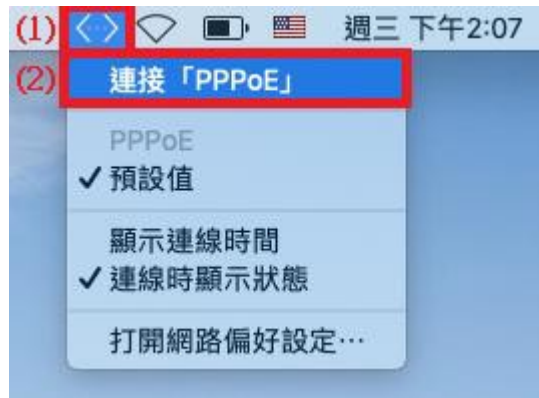 (1) 週三 下午2:07
(2) 連接「PPPoE」
PPPoE
✓預設值
顯示連線時間
✓連線時顯示狀態
打開網路偏好設定⋯